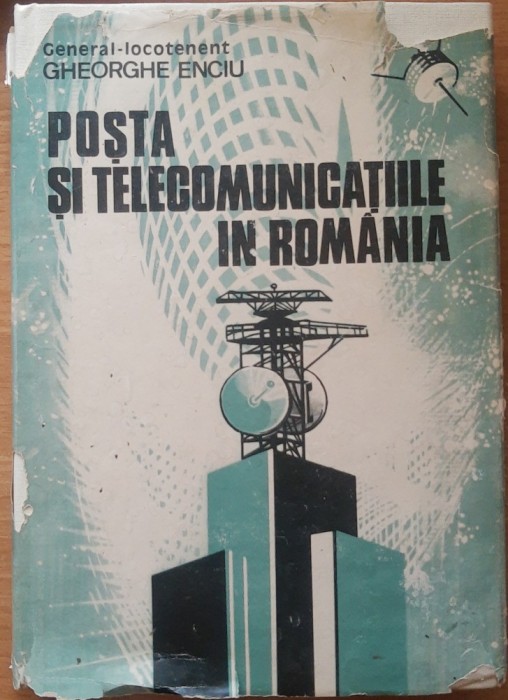 General-locotenent
GHEORGHE ENCIU
POȘTA
ȘI TELECOMUNICAȚIILE
IN ROMÂNIA